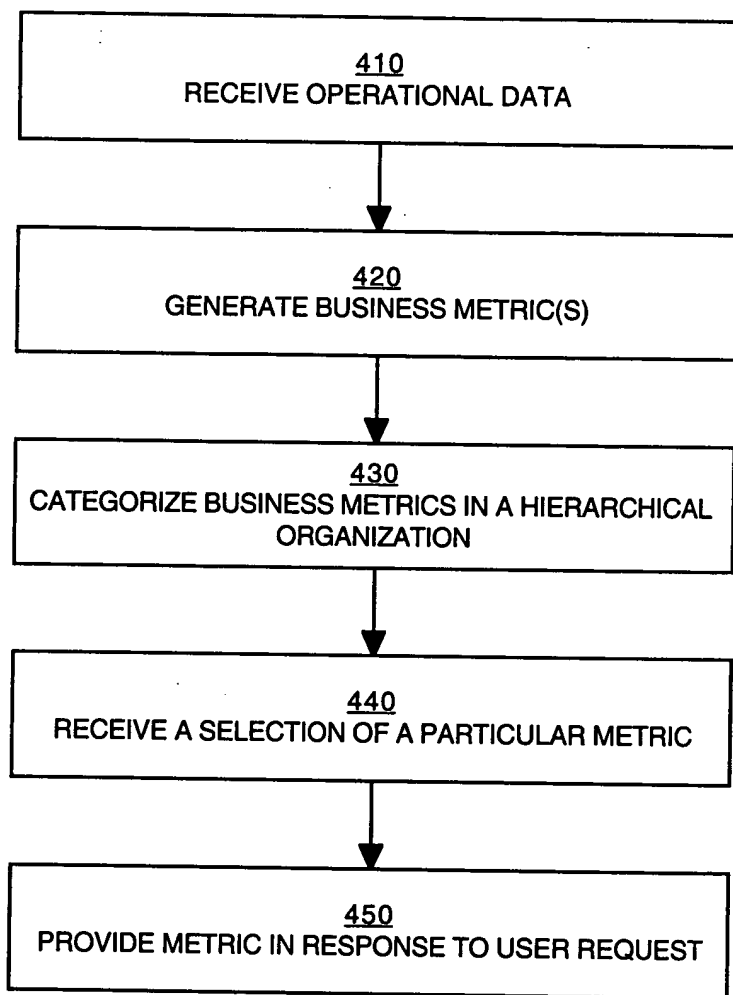 410
RECEIVE OPERATIONAL DATA
420
GENERATE BUSINESS METRIC(S)
430
CATEGORIZE BUSINESS METRICS IN A HIERARCHICAL
ORGANIZATION
440
RECEIVE A SELECTION OF A PARTICULAR METRIC
450
PROVIDE METRIC IN RESPONSE TO USER REQUEST